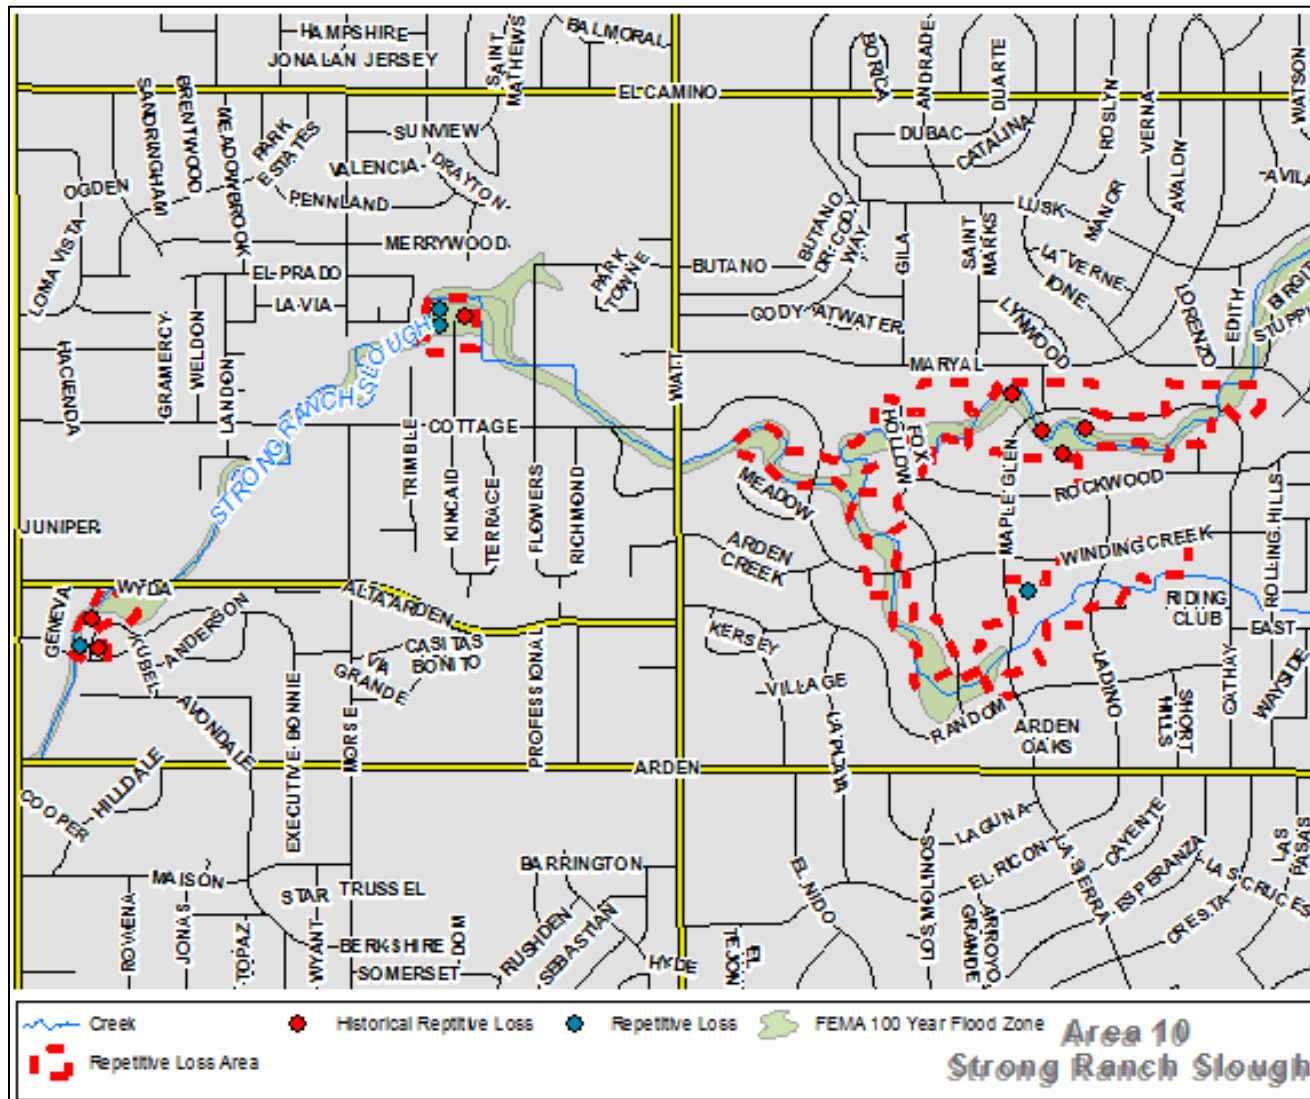 HAMPSHIRE
BALMORAL
JONALAN JERSEY
SAINT
MATHEWS
BORICA
ANDRADE
DUARTE
ROSLYN
VERNA
WATSON
EL CAMINO
SANDRINGHAM
BRENTWOOD
MEADOWBROOK
PARK
ESTATES
SUNVIEW
VALENCIA
DRAYTON
DUBAC
CATALINA
AVALON
AVILA
OGDEN
PENNLAND
MERRYWOOD
LUSK
MANOR
LOMA VISTA
EL PRADO
LA VIA
PARK
TOWNE
BUTANO
BUTANO
DR. CODY
WAY
GILA
SAINT
MARKS
LA VERNE
IONE
LYNWOOD
LORENZO
EDITH
CODY
ATWATER
MARYAL
HACIENDA
GRAMERCY
WELDON
LANDON
STRONG RANCH SLOUGH
WATT
COTTAGE
TRIMBLE
KINCAID
TERRACE
FLOWERS
RICHMOND
MEADOW
FOX
HOLLOW
MAPLE GLEN
ROCKWOOD
JUNIPER
ARDEN
CREEK
WINDING CREEK
ROLLING HILLS
WYDA
GENEVA
KUBEL
ANDERSON
ALTA ARDEN
RIDING
CLUB
EAST
KERSEY
CASITAS
BONITO
VIA
GRANDE
PROFESSIONAL
VILLAGE
LA PLAYA
RANDOM
ARDEN
OAKS
LADINO
SHORT
HILLS
CATHAY
WAYSIDE
AVONDALE
EXECUTIVE BONNIE
MORSE
ARDEN
COOPER
HILLDALE
LAGUNA
CAYENTE
EL RICON
ESPERANZA
LAS CRUCES
LAS
PASAS
CRESTA
LA SIERRA
LOS MOLINOS
ARROYO
GRANDE
EL NIDO
EL
TEJON
BARRINGTON
MAISON
STAR
TRUSSEL
ROWENA
JONAS
TOPAZ
WYANT
BERKSHIRE
SOMERSET
DOM
RUSHDEN
SEBASTIAN
HYDE
Creek
Historical Reptitive Loss
Repetitive Loss
FEMA 100 Year Flood Zone
Repetitive Loss Area
Area 10
Strong Ranch Slough